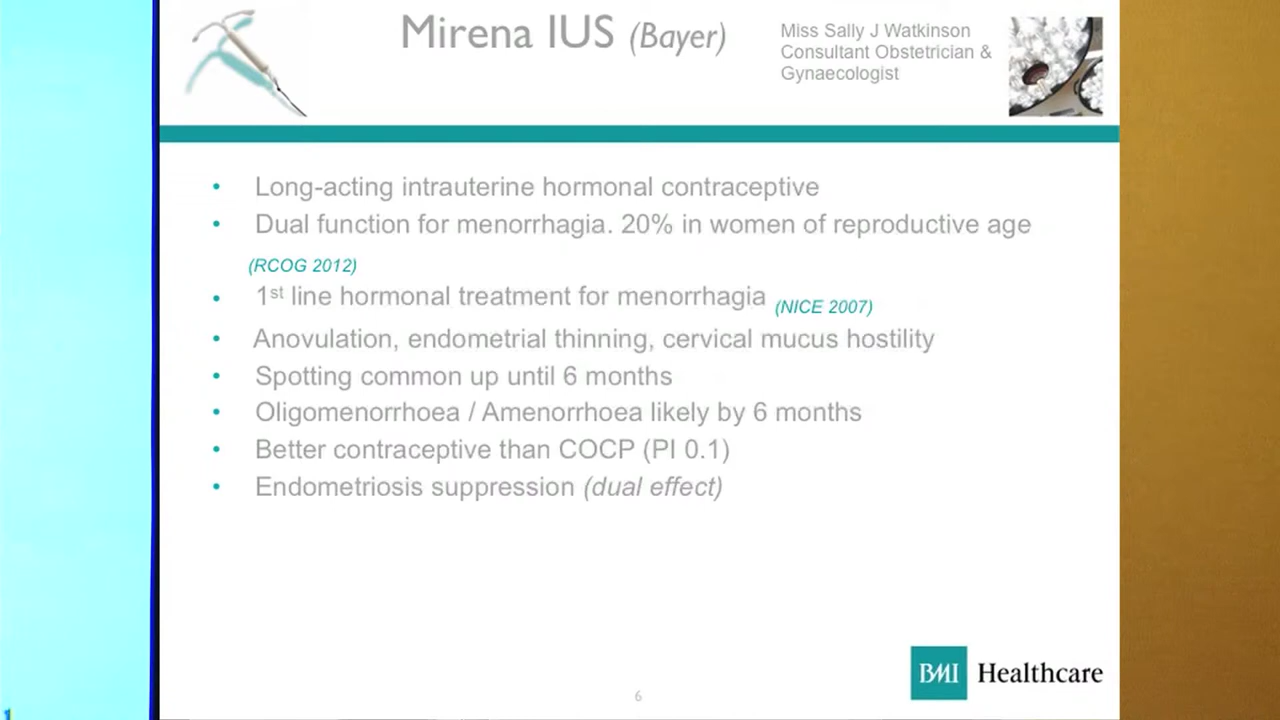 Mirena IUS (Bayer)
Miss Sally J Watkinson
Consultant Obstetrician &
Gynaecologist
• Long-acting intrauterine hormonal contraceptive
• Dual function for menorrhagia. 20% in women of reproductive age
(RCOG 2012)
• 1st line hormonal treatment for menorrhagia (NICE 2007)
• Anovulation, endometrial thinning, cervical mucus hostility
• Spotting common up until 6 months
• Oligomenorrhoea / Amenorrhoea likely by 6 months
• Better contraceptive than COCP (PI 0.1)
• Endometriosis suppression (dual effect)
BMI Healthcare
6